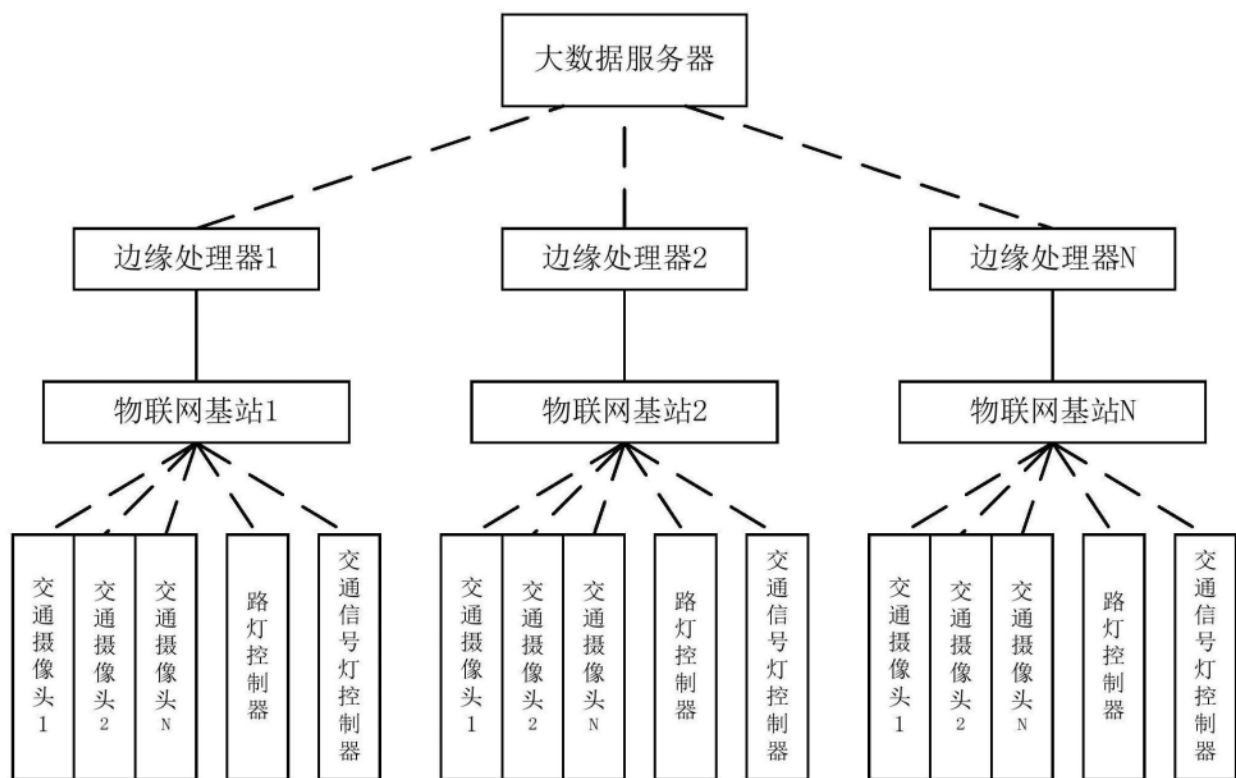 大数据服务器
边缘处理器1
边缘处理器2
边缘处理器N
物联网基站1
物联网基站2
物联网基站N
交通摄像头1
交通摄像头2
交通摄像头N
路灯控制器
交通信号灯控制器
交通摄像头1
交通摄像头2
交通摄像头N
路灯控制器
交通信号灯控制器
交通摄像头1
交通摄像头2
交通摄像头N
路灯控制器
交通信号灯控制器